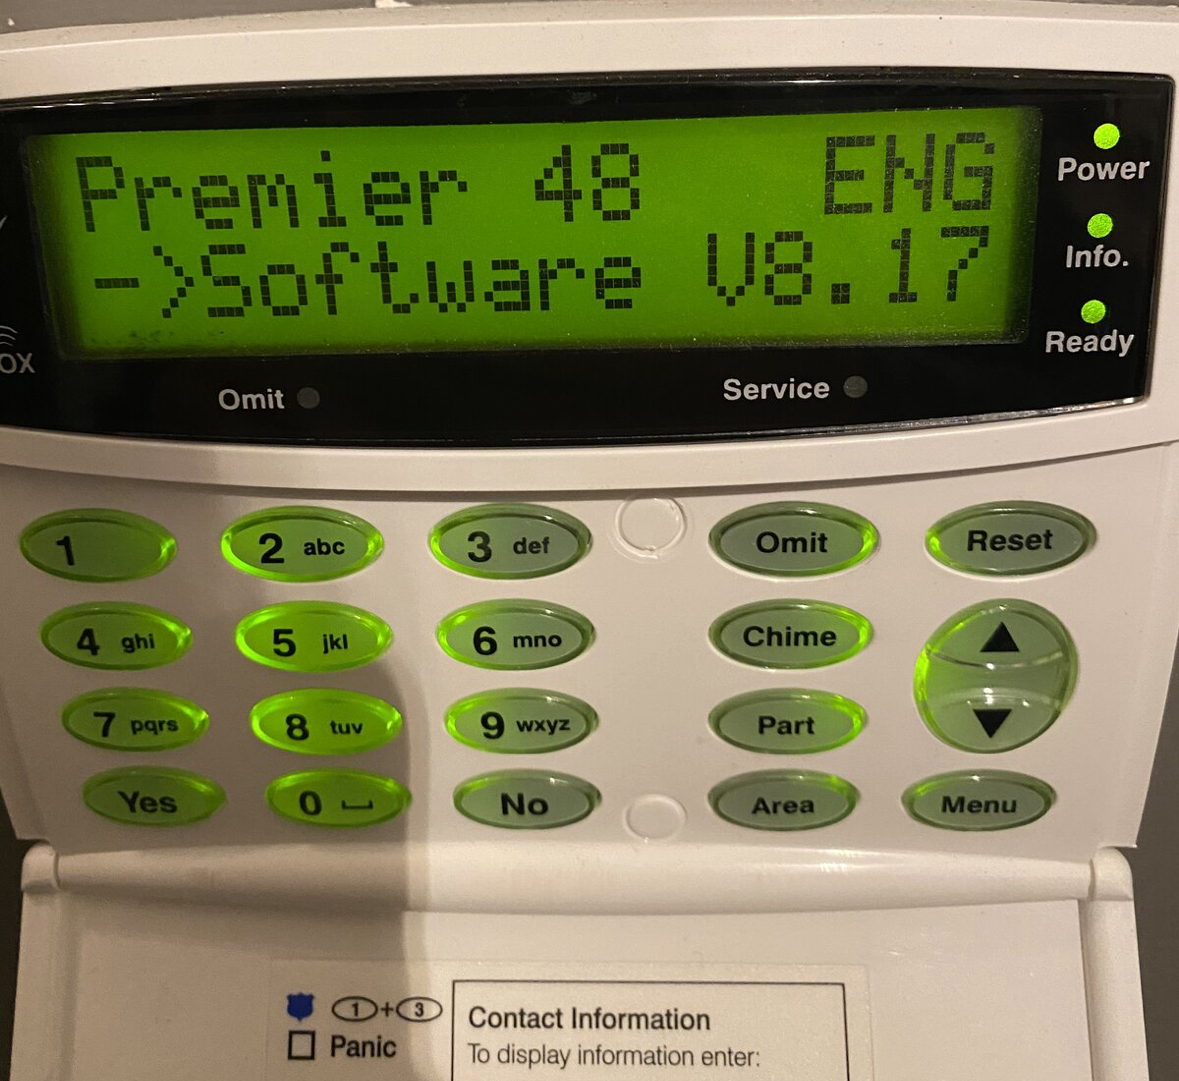 Premier 48 ENG
->Software V8.17
Power
Info.
Ready
OX
Omit
Service
1
2 abc
3 def
Omit
Reset
4 ghi
5 jkl
6 mno
Chime
7 pqrs
8 tuv
9 wxyz
Part
Yes
0
No
Area
Menu
1+3
Panic
Contact Information
To display information enter: